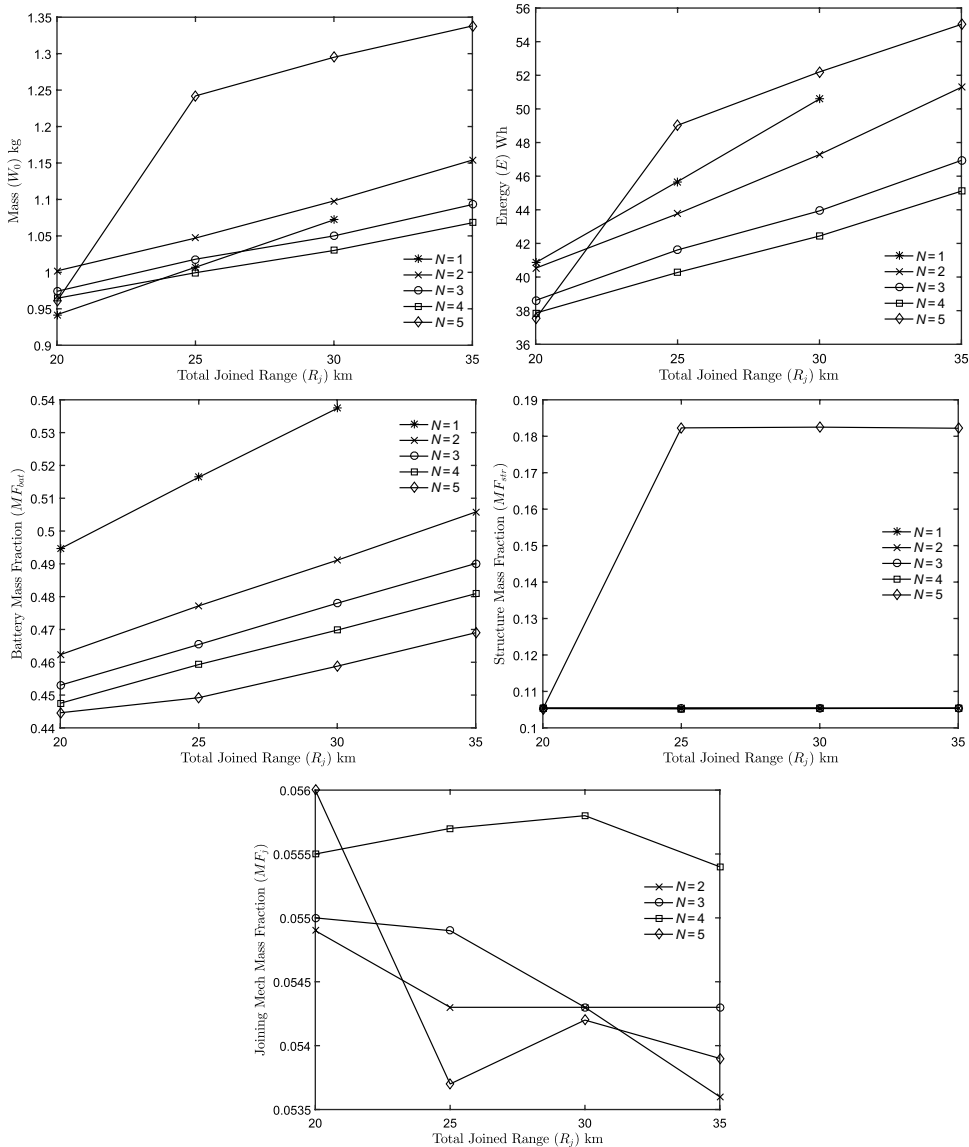 1.35
1.3
1.25
1.2
1.15
1.1
1.05
1
0.95
0.9
Mass (W0) kg
20 25 30 35
Total Joined Range (Rj) km
N=1
N=2
N=3
N=4
N=5
56
54
52
50
48
46
44
42
40
38
36
Energy (E) Wh
20 25 30 35
Total Joined Range (Rj) km
N=1
N=2
N=3
N=4
N=5
0.54
0.53
0.52
0.51
0.5
0.49
0.48
0.47
0.46
0.45
0.44
Battery Mass Fraction (MFbat)
20 25 30 35
Total Joined Range (Rj) km
N=1
N=2
N=3
N=4
N=5
0.19
0.18
0.17
0.16
0.15
0.14
0.13
0.12
0.11
0.1
Structure Mass Fraction (MFstr)
20 25 30 35
Total Joined Range (Rj) km
N=1
N=2
N=3
N=4
N=5
0.056
0.0555
0.055
0.0545
0.054
0.0535
Joining Mech Mass Fraction (MFj)
20 25 30 35
Total Joined Range (Rj) km
N=2
N=3
N=4
N=5